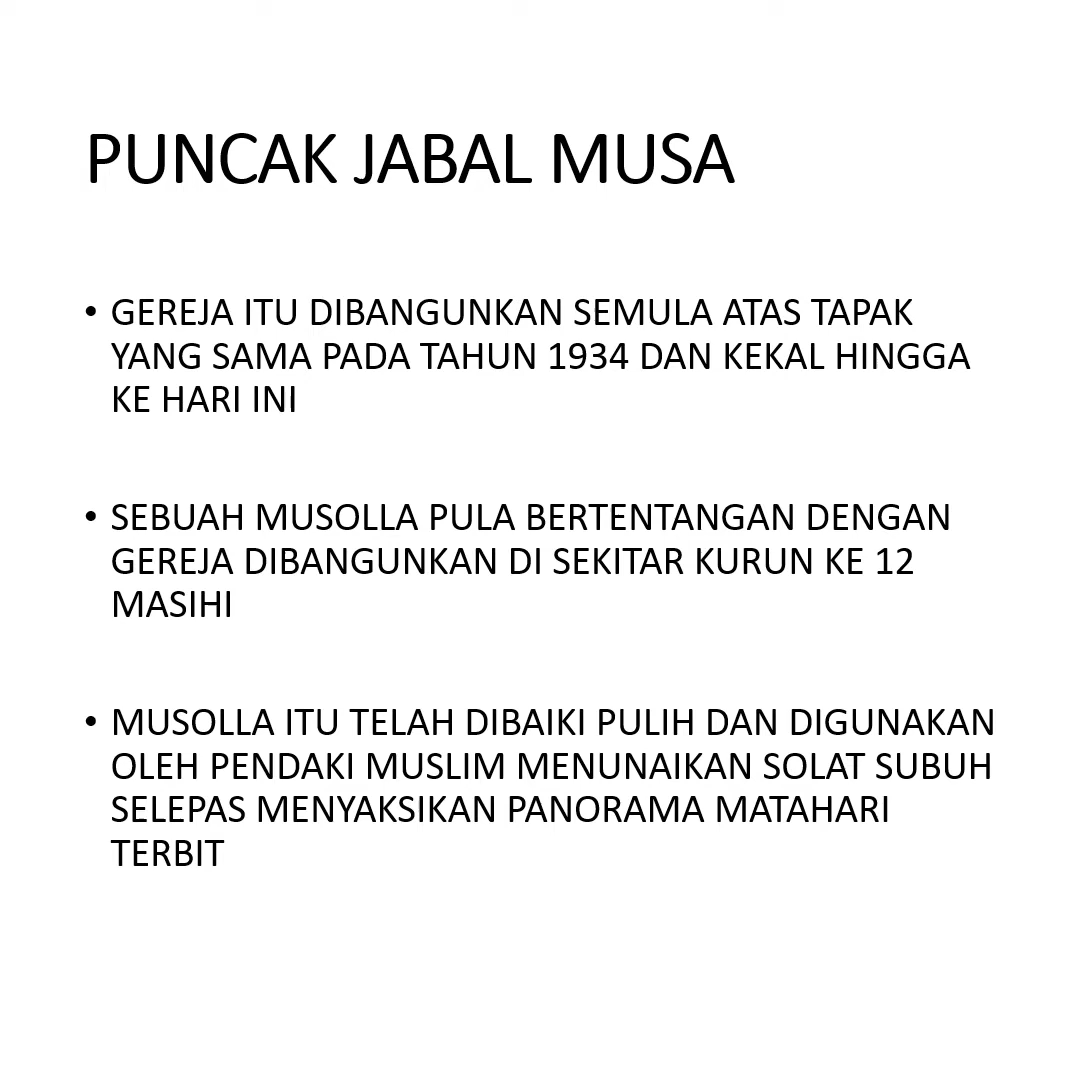 PUNCAK JABAL MUSA
• GEREJA ITU DIBANGUNKAN SEMULA ATAS TAPAK
YANG SAMA PADA TAHUN 1934 DAN KEKAL HINGGA
KE HARI INI
• SEBUAH MUSOLLA PULA BERTENTANGAN DENGAN
GEREJA DIBANGUNKAN DI SEKITAR KURUN KE 12
MASIHI
• MUSOLLA ITU TELAH DIBAIKI PULIH DAN DIGUNAKAN
OLEH PENDAKI MUSLIM MENUNAIKAN SOLAT SUBUH
SELEPAS MENYAKSIKAN PANORAMA MATAHARI
TERBIT